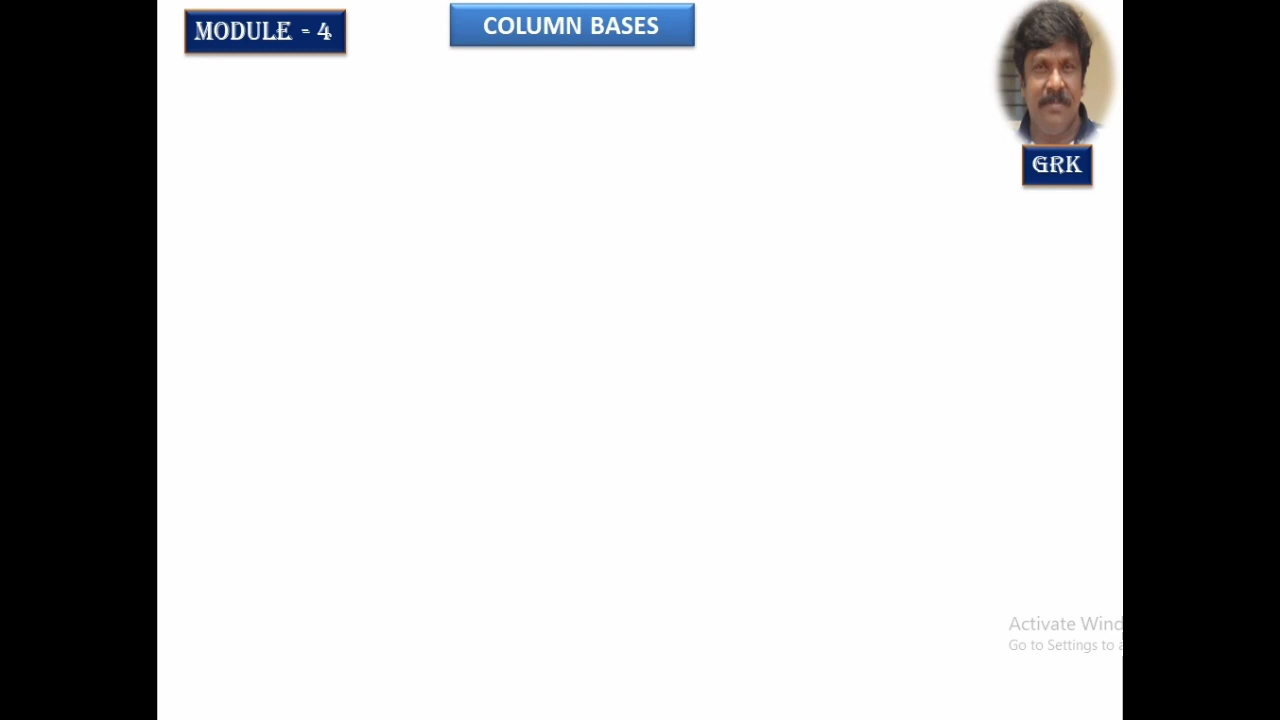 MODULE - 4
COLUMN BASES
GRK
Activate Wind
Go to Settings to a